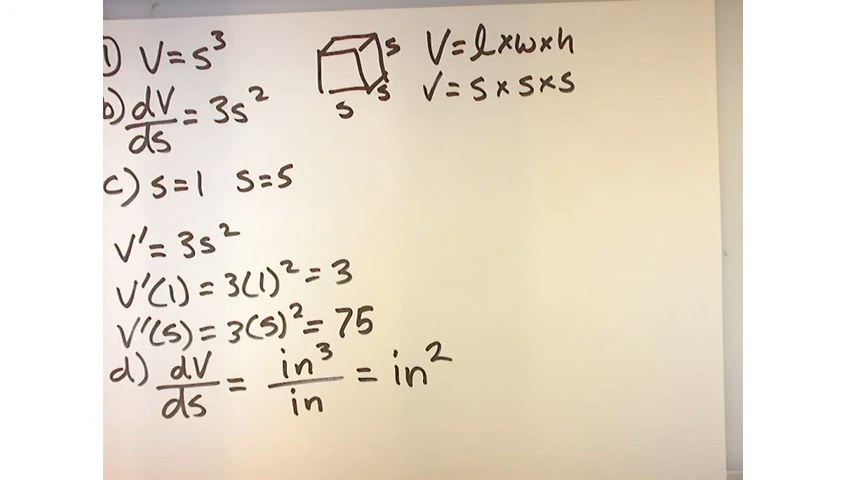 1) V = s³
s
s
s
V = l × w × h
V = s × s × s
b) dV/ds = 3s²
c) s = 1 s = 5
V' = 3s²
V'(1) = 3(1)² = 3
V'(5) = 3(5)² = 75
d) dV/ds = in³/in = in²